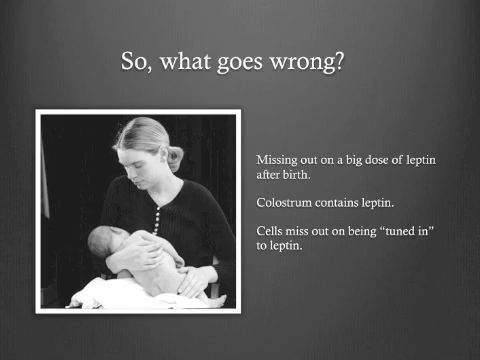 So, what goes wrong?
Missing out on a big dose of leptin
after birth.
Colostrum contains leptin.
Cells miss out on being “tuned in”
to leptin.